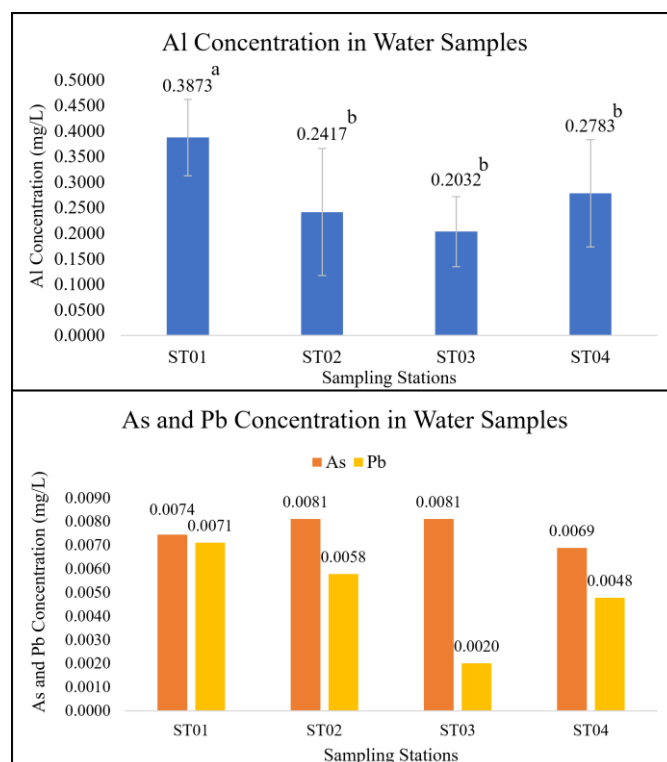 Al Concentration in Water Samples
Al Concentration (mg/L)
0.5000
0.4500
0.4000
0.3500
0.3000
0.2500
0.2000
0.1500
0.1000
0.0500
0.0000
0.3873 a
0.2417 b
0.2032 b
0.2783 b
ST01 ST02 ST03 ST04
Sampling Stations
As and Pb Concentration in Water Samples
As Pb
As and Pb Concentration (mg/L)
0.0090
0.0080
0.0070
0.0060
0.0050
0.0040
0.0030
0.0020
0.0010
0.0000
0.0074 0.0071 0.0081 0.0058 0.0081 0.0020 0.0069 0.0048
ST01 ST02 ST03 ST04
Sampling Stations